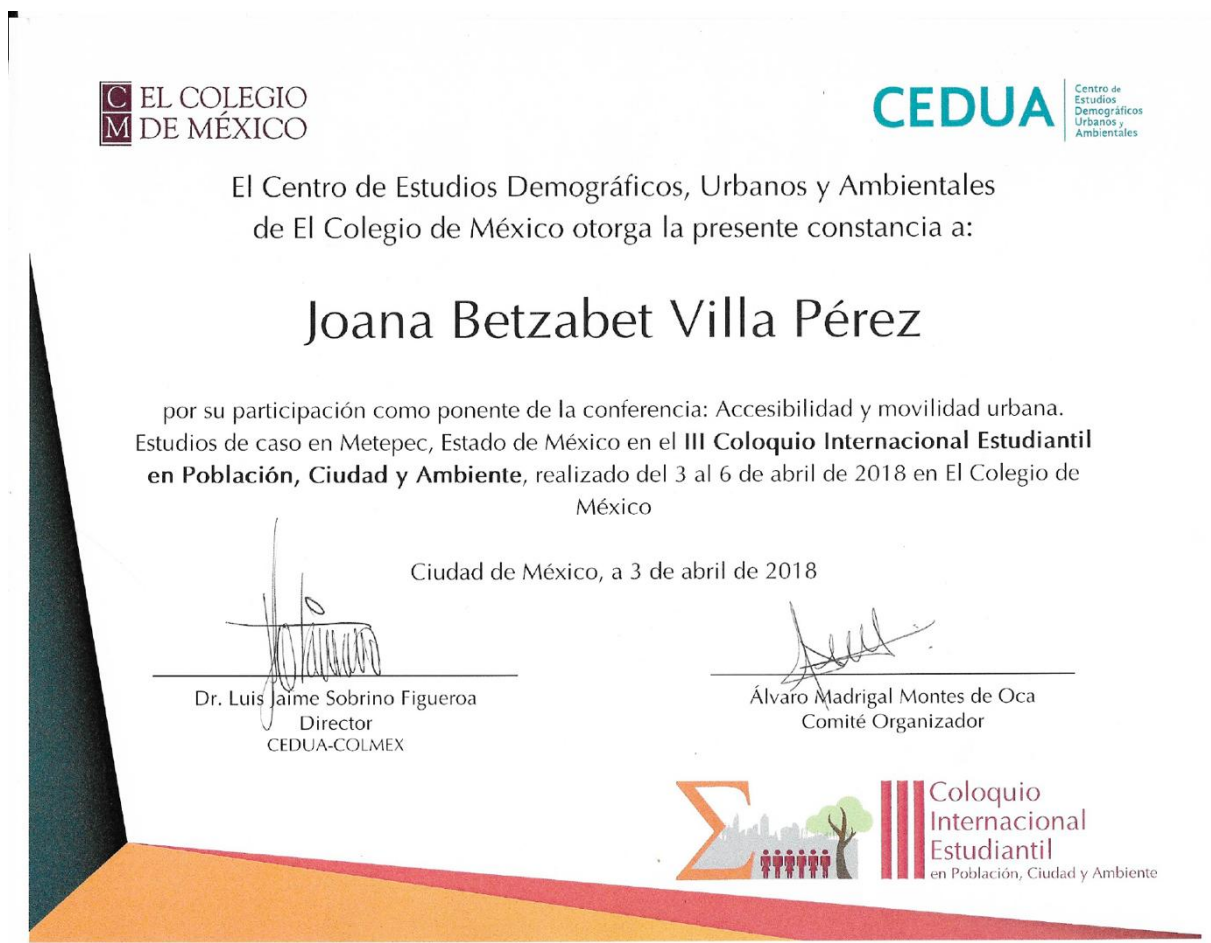 EL COLEGIO
DE MÉXICO
CEDUA
Centro de
Estudios
Demográficos
Urbanos y
Ambientales
El Centro de Estudios Demográficos, Urbanos y Ambientales
de El Colegio de México otorga la presente constancia a:
Joana Betzabet Villa Pérez
por su participación como ponente de la conferencia: Accesibilidad y movilidad urbana.
Estudios de caso en Metepec, Estado de México en el III Coloquio Internacional Estudiantil
en Población, Ciudad y Ambiente, realizado del 3 al 6 de abril de 2018 en El Colegio de
México
Ciudad de México, a 3 de abril de 2018
Dr. Luis Jaime Sobrino Figueroa
Director
CEDUA-COLMEX
Álvaro Madrigal Montes de Oca
Comité Organizador
III
Coloquio
Internacional
Estudiantil
en Población, Ciudad y Ambiente